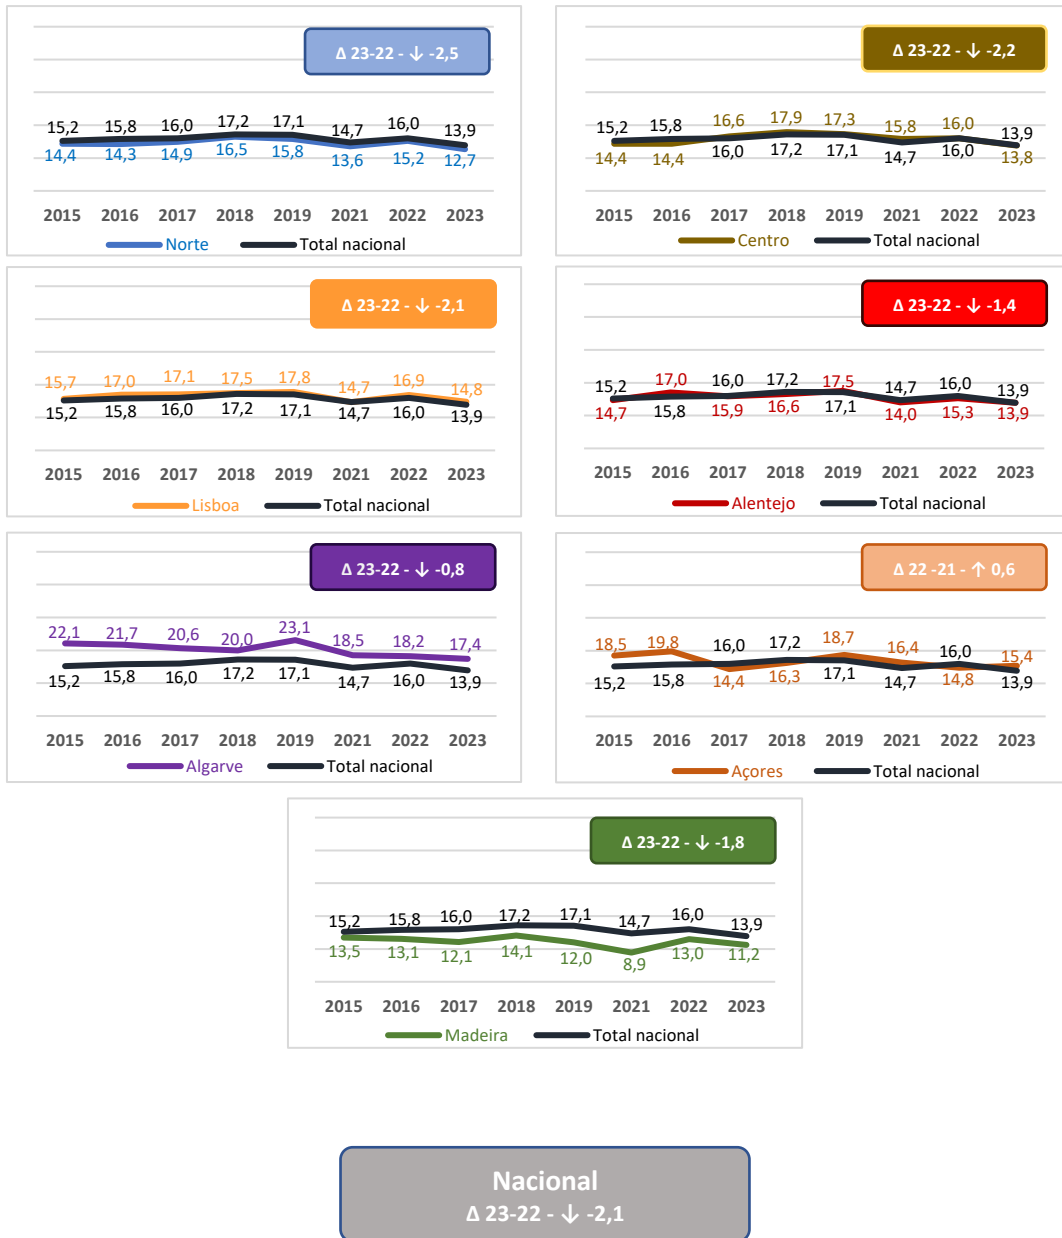 Δ 23-22 - ↓ -2,5
15,2 15,8 16,0 17,2 17,1 14,7 16,0 13,9
14,4 14,3 14,9 16,5 15,8 13,6 15,2 12,7
2015 2016 2017 2018 2019 2021 2022 2023
Norte Total nacional
Δ 23-22 - ↓ -2,2
16,6 17,9 17,3 15,8 16,0
15,2 15,8 13,9
14,4 14,4 16,0 17,2 17,1 14,7 16,0 13,8
2015 2016 2017 2018 2019 2021 2022 2023
Centro Total nacional
Δ 23-22 - ↓ -2,1
15,7 17,0 17,1 17,5 17,8 14,7 16,9 14,8
15,2 15,8 16,0 17,2 17,1 14,7 16,0 13,9
2015 2016 2017 2018 2019 2021 2022 2023
Lisboa Total nacional
Δ 23-22 - ↓ -1,4
15,2 17,0 16,0 17,2 17,5 14,7 16,0 13,9
14,7 15,8 15,9 16,6 17,1 14,0 15,3 13,9
2015 2016 2017 2018 2019 2021 2022 2023
Alentejo Total nacional
Δ 23-22 - ↓ -0,8
22,1 21,7 20,6 20,0 23,1 18,5 18,2 17,4
15,2 15,8 16,0 17,2 17,1 14,7 16,0 13,9
2015 2016 2017 2018 2019 2021 2022 2023
Algarve Total nacional
Δ 22 -21 - ↑ 0,6
18,5 19,8 16,0 17,2 18,7 16,4 16,0 15,4
15,2 15,8 14,4 16,3 17,1 14,7 14,8 13,9
2015 2016 2017 2018 2019 2021 2022 2023
Açores Total nacional
Δ 23-22 - ↓ -1,8
15,2 15,8 16,0 17,2 17,1 14,7 16,0 13,9
13,5 13,1 12,1 14,1 12,0 8,9 13,0 11,2
2015 2016 2017 2018 2019 2021 2022 2023
Madeira Total nacional
Nacional
Δ 23-22 - ↓ -2,1